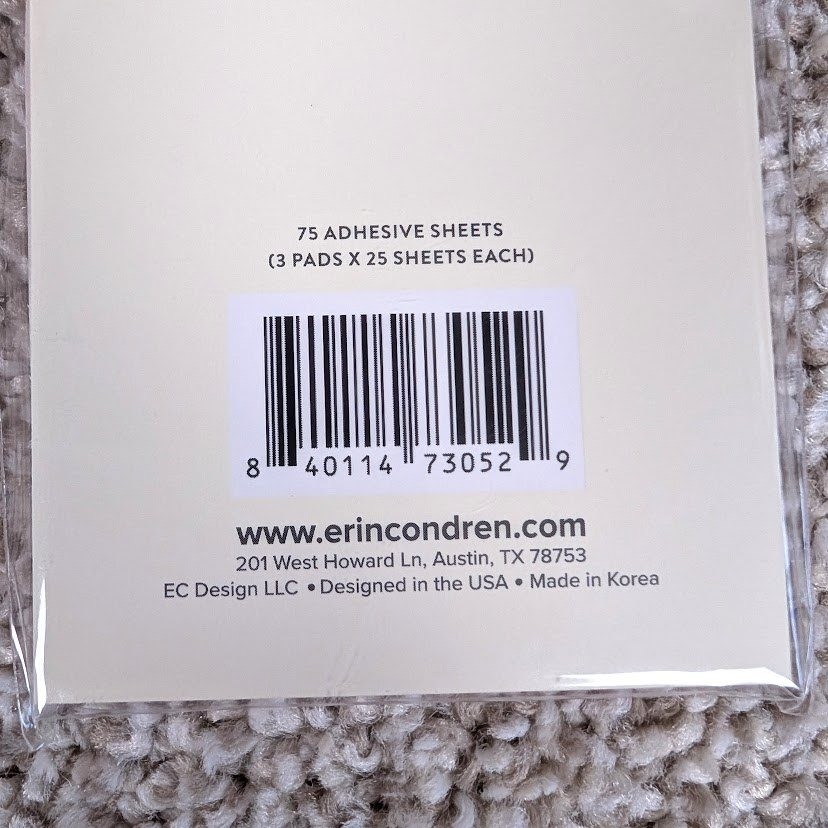 75 ADHESIVE SHEETS
(3 PADS X 25 SHEETS EACH)
8 40114 73052 9
www.erincondren.com
201 West Howard Ln, Austin, TX 78753
EC Design LLC • Designed in the USA • Made in Korea